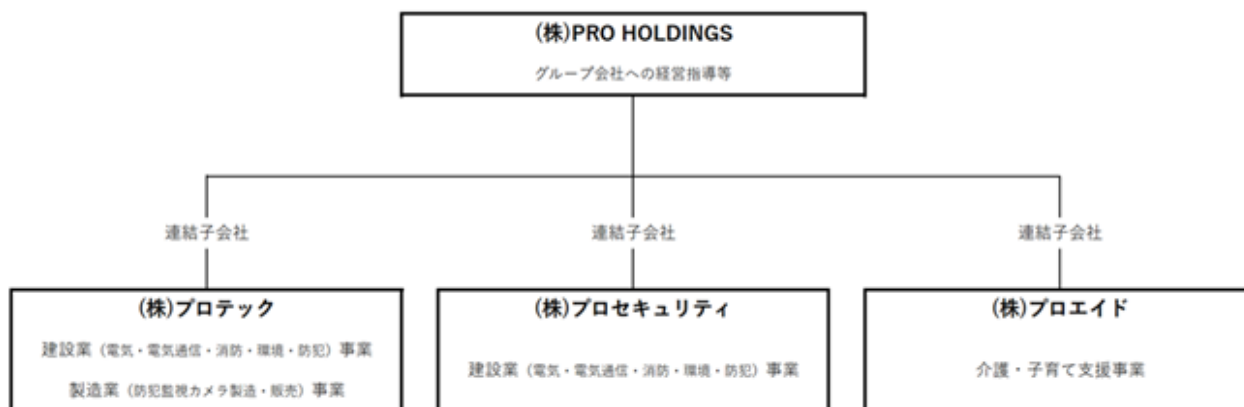 (株)PRO HOLDINGS
グループ会社への経営指導等
連結子会社
連結子会社
連結子会社
(株)プロテック
建設業（電気・電気通信・消防・環境・防犯）事業
製造業（防犯監視カメラ製造・販売）事業
(株)プロセキュリティ
建設業（電気・電気通信・消防・環境・防犯）事業
(株)プロエイド
介護・子育て支援事業